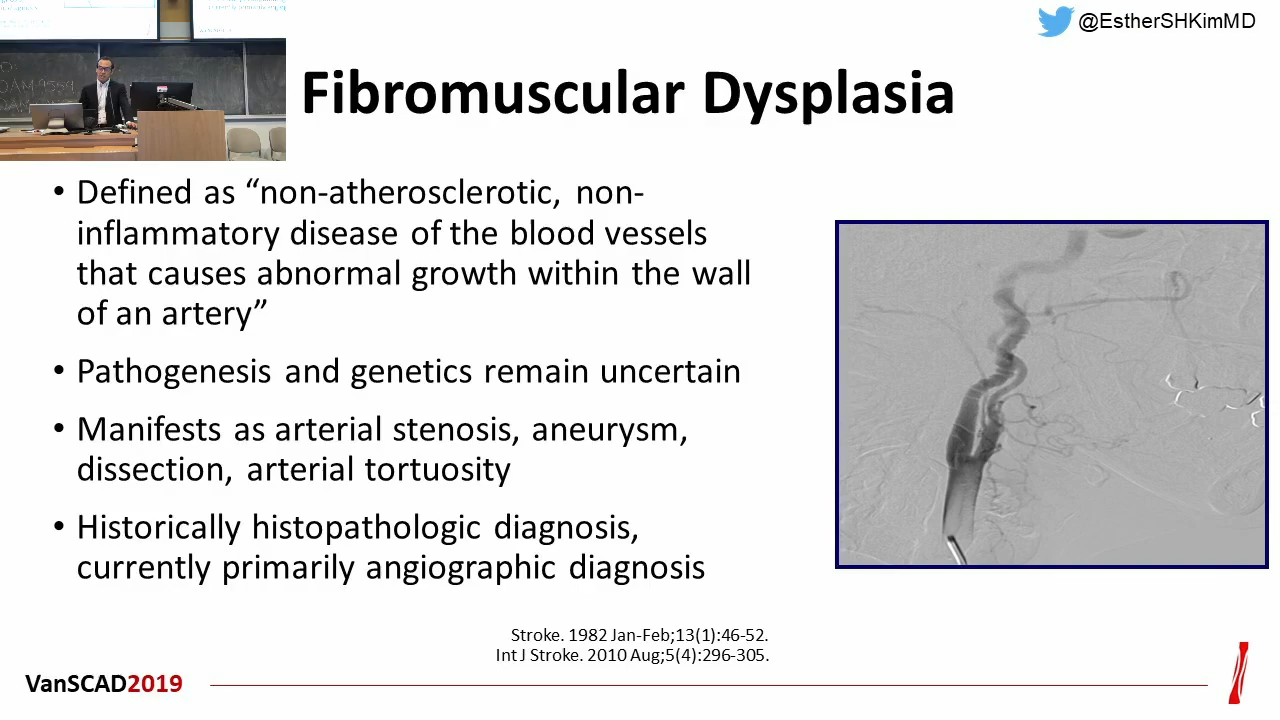 @EstherSHKimMD
Fibromuscular Dysplasia
• Defined as “non-atherosclerotic, non-
inflammatory disease of the blood vessels
that causes abnormal growth within the wall
of an artery”
• Pathogenesis and genetics remain uncertain
• Manifests as arterial stenosis, aneurysm,
dissection, arterial tortuosity
• Historically histopathologic diagnosis,
currently primarily angiographic diagnosis
Stroke. 1982 Jan-Feb;13(1):46-52.
Int J Stroke. 2010 Aug;5(4):296-305.
VanSCAD2019